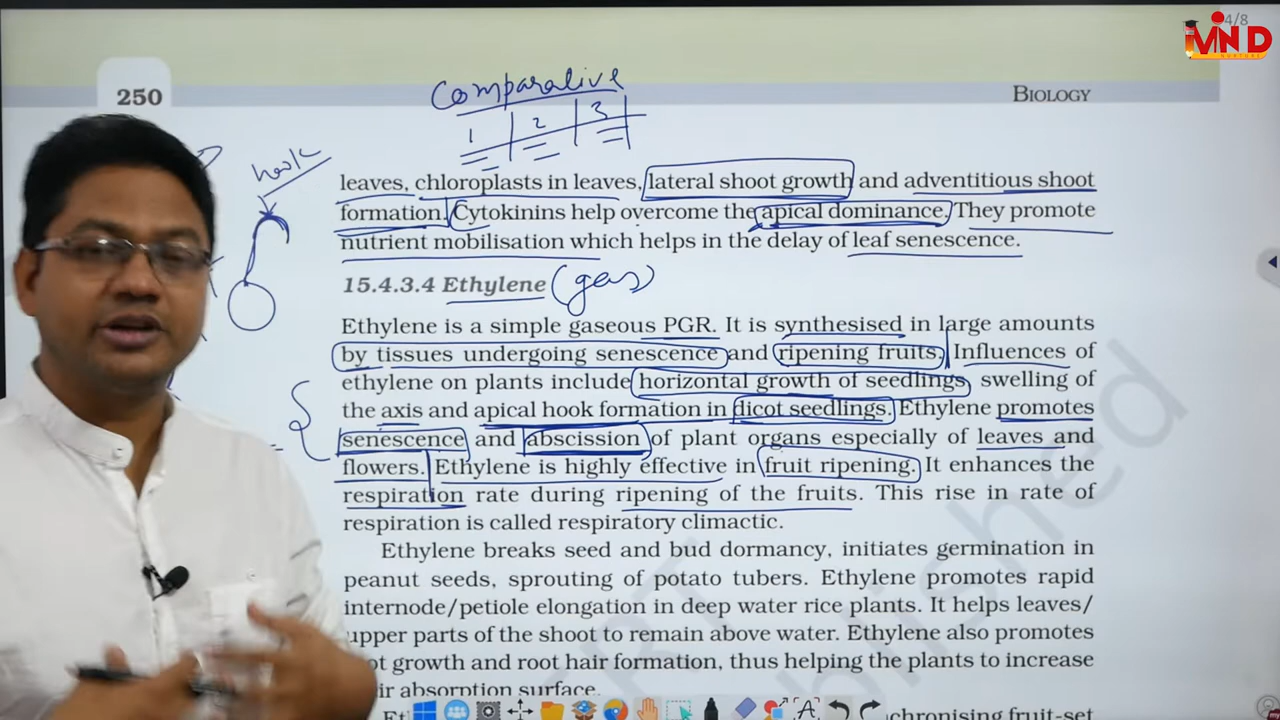 4/8
MIND
250
BIOLOGY
Comparative
1 2 3
hook
leaves, chloroplasts in leaves, lateral shoot growth and adventitious shoot
formation. Cytokinins help overcome the apical dominance. They promote
nutrient mobilisation which helps in the delay of leaf senescence.
15.4.3.4 Ethylene (gas)
Ethylene is a simple gaseous PGR. It is synthesised in large amounts
by tissues undergoing senescence and ripening fruits. Influences of
ethylene on plants include horizontal growth of seedlings, swelling of
the axis and apical hook formation in dicot seedlings. Ethylene promotes
senescence and abscission of plant organs especially of leaves and
flowers. Ethylene is highly effective in fruit ripening. It enhances the
respiration rate during ripening of the fruits. This rise in rate of
respiration is called respiratory climactic.
Ethylene breaks seed and bud dormancy, initiates germination in
peanut seeds, sprouting of potato tubers. Ethylene promotes rapid
internode/petiole elongation in deep water rice plants. It helps leaves/
upper parts of the shoot to remain above water. Ethylene also promotes
growth and root hair formation, thus helping the plants to increase
absorption surface.
fruit-set